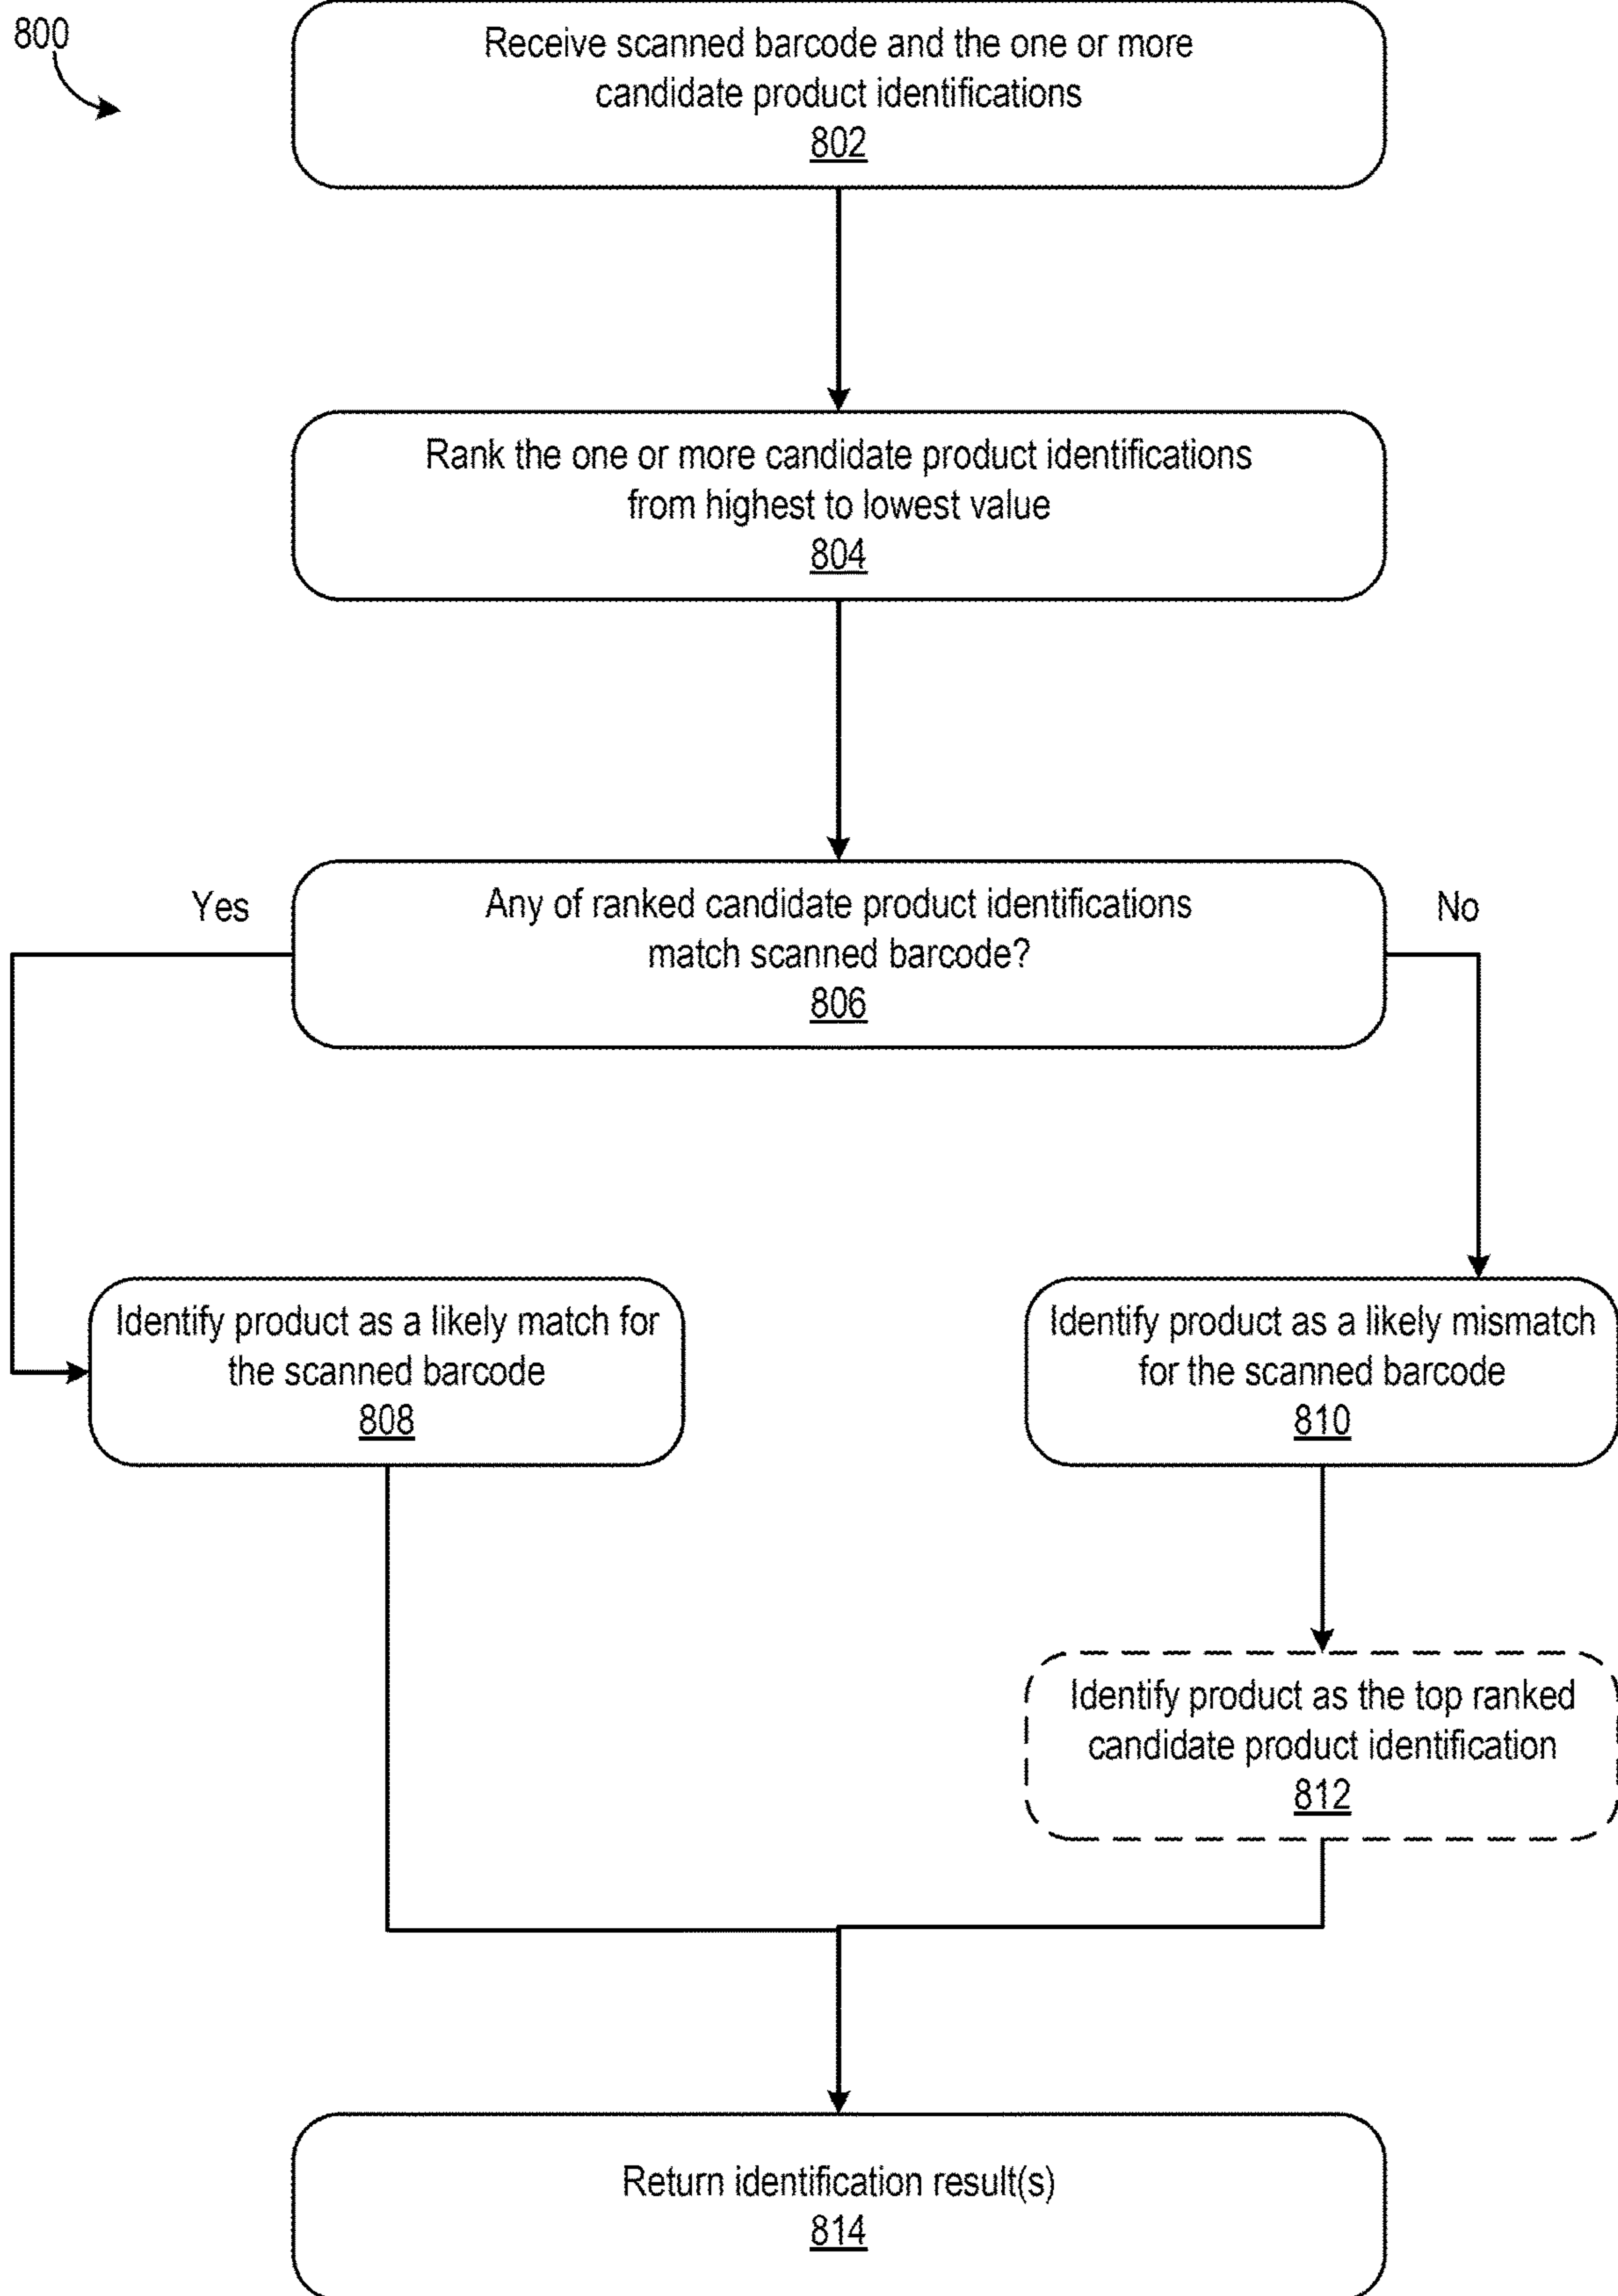 800
Receive scanned barcode and the one or more
candidate product identifications
802
Rank the one or more candidate product identifications
from highest to lowest value
804
Yes
Any of ranked candidate product identifications
match scanned barcode?
806
No
Identify product as a likely match for
the scanned barcode
808
Identify product as a likely mismatch
for the scanned barcode
810
Identify product as the top ranked
candidate product identification
812
Return identification result(s)
814